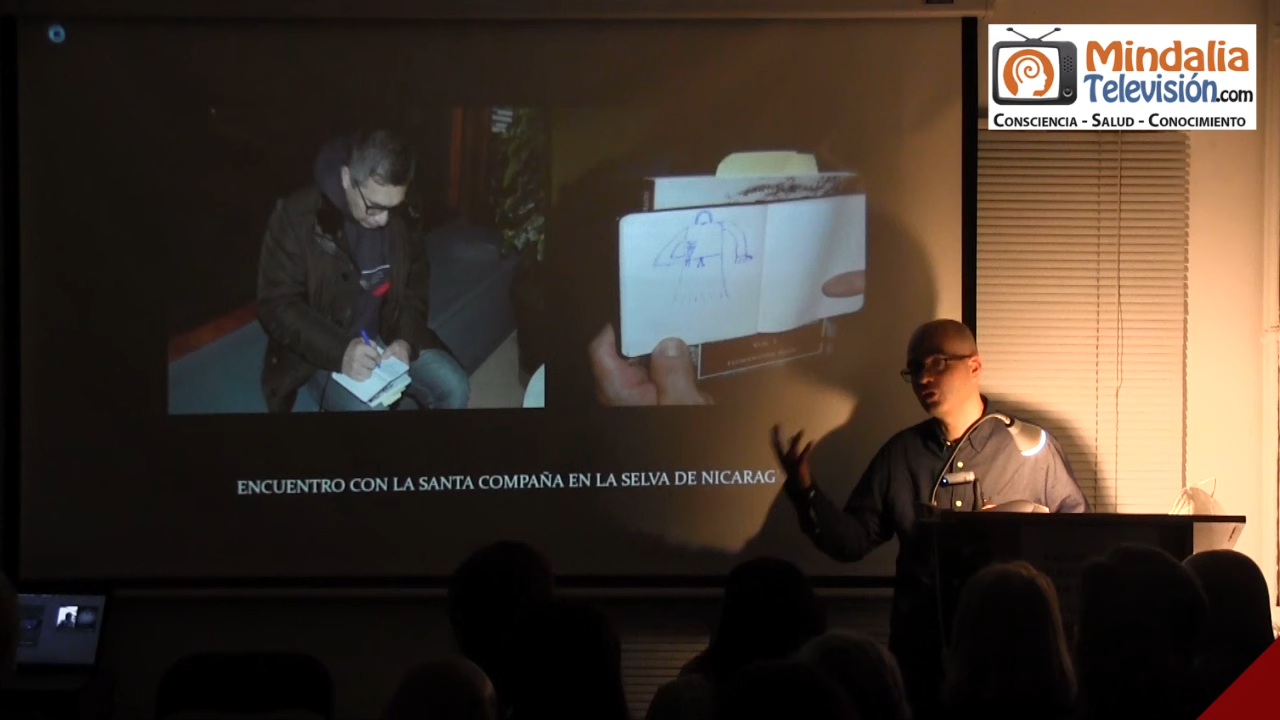 Mindalia
Televisión.com
CONSCIENCIA - SALUD - CONOCIMIENTO
ENCUENTRO CON LA SANTA COMPAÑA EN LA SELVA DE NICARAG